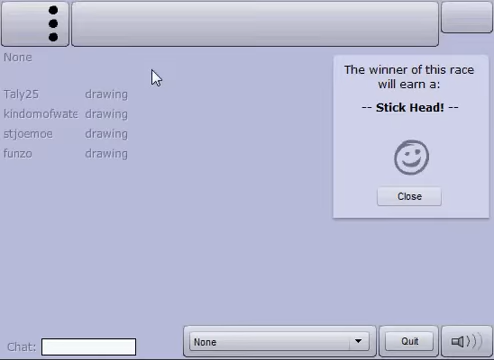 None
The winner of this race
will earn a:
-- Stick Head! --
Close
Taly25 drawing
kindomofwate drawing
stjoemoe drawing
funzo drawing
Chat:
None
Quit